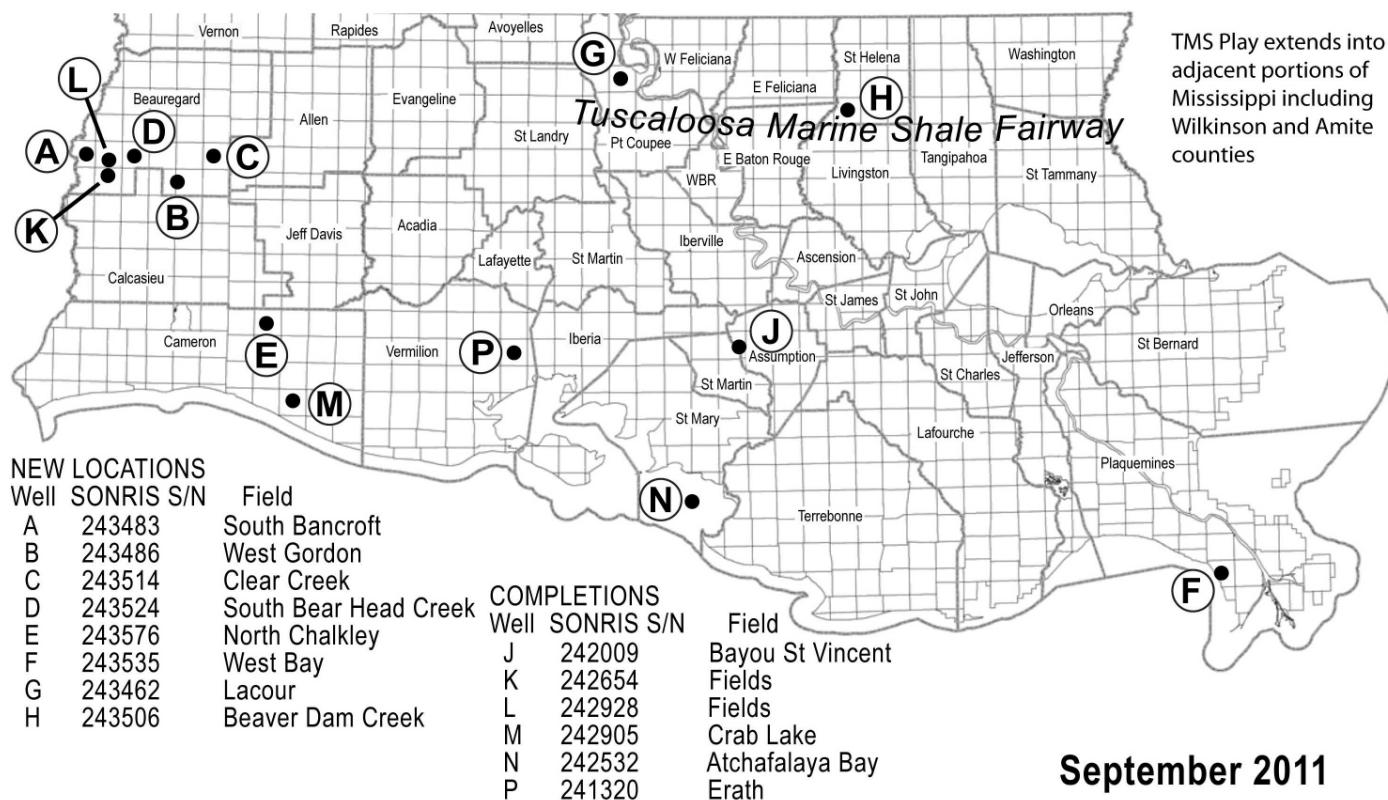 Vernon
Rapides
Avoyelles
G
W Feliciana
St Helena
Washington
TMS Play extends into
adjacent portions of
Mississippi including
Wilkinson and Amite
counties
L
Beauregard
E Feliciana
H
Evangeline
Allen
Tuscaloosa Marine Shale Fairway
A
D
C
St Landry
Pt Coupee
E Baton Rouge
Livingston
Tangipahoa
St Tammany
WBR
K
B
Jeff Davis
Acadia
Iberville
Lafayette
St Martin
Ascension
Calcasieu
St James
St John
Orleans
Cameron
E
Vermilion
P
Iberia
J
Assumption
Jefferson
St Bernard
M
St Martin
St Charles
St Mary
Lafourche
Plaquemines
N
Terrebonne
F
NEW LOCATIONS
Well SONRIS S/N Field
A 243483 South Bancroft
B 243486 West Gordon
C 243514 Clear Creek
D 243524 South Bear Head Creek
E 243576 North Chalkley
F 243535 West Bay
G 243462 Lacour
H 243506 Beaver Dam Creek
COMPLETIONS
Well SONRIS S/N Field
J 242009 Bayou St Vincent
K 242654 Fields
L 242928 Fields
M 242905 Crab Lake
N 242532 Atchafalaya Bay
P 241320 Erath
September 2011